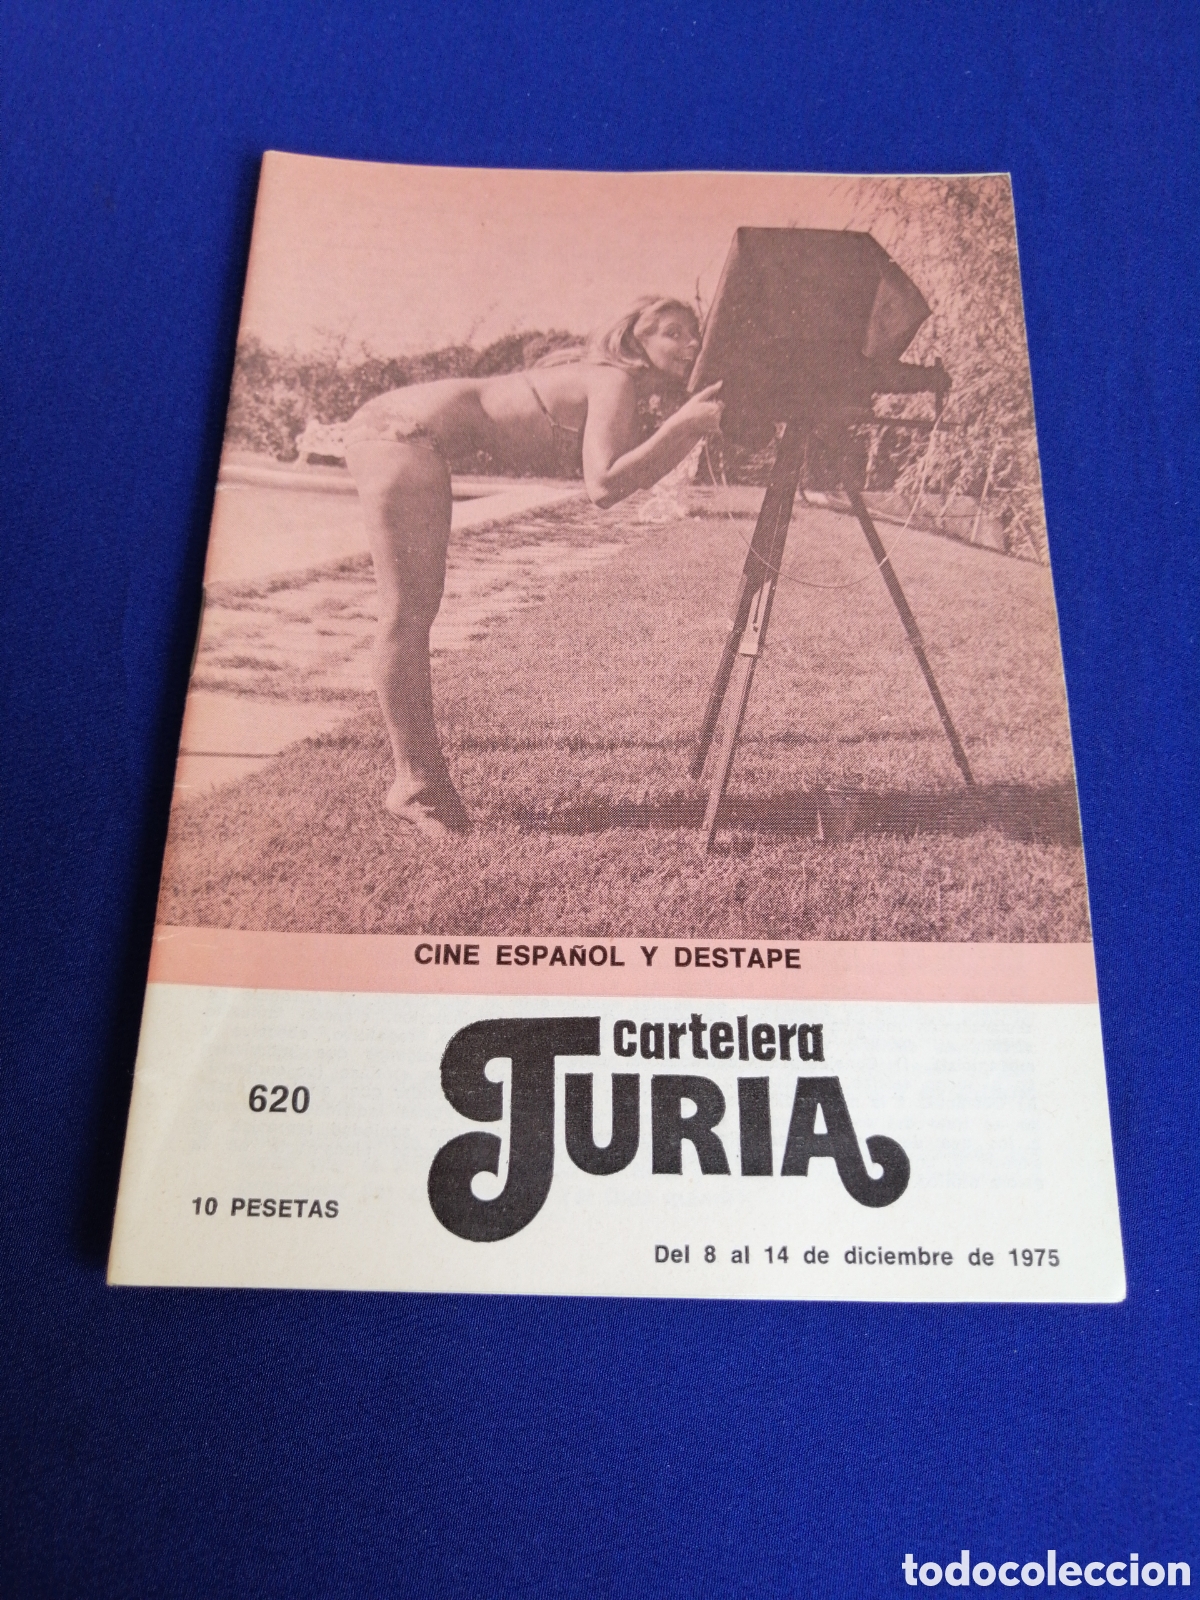 CINE ESPAÑOL Y DESTAPE
cartelera
TURIA
620
10 PESETAS
Del 8 al 14 de diciembre de 1975
todocoleccion